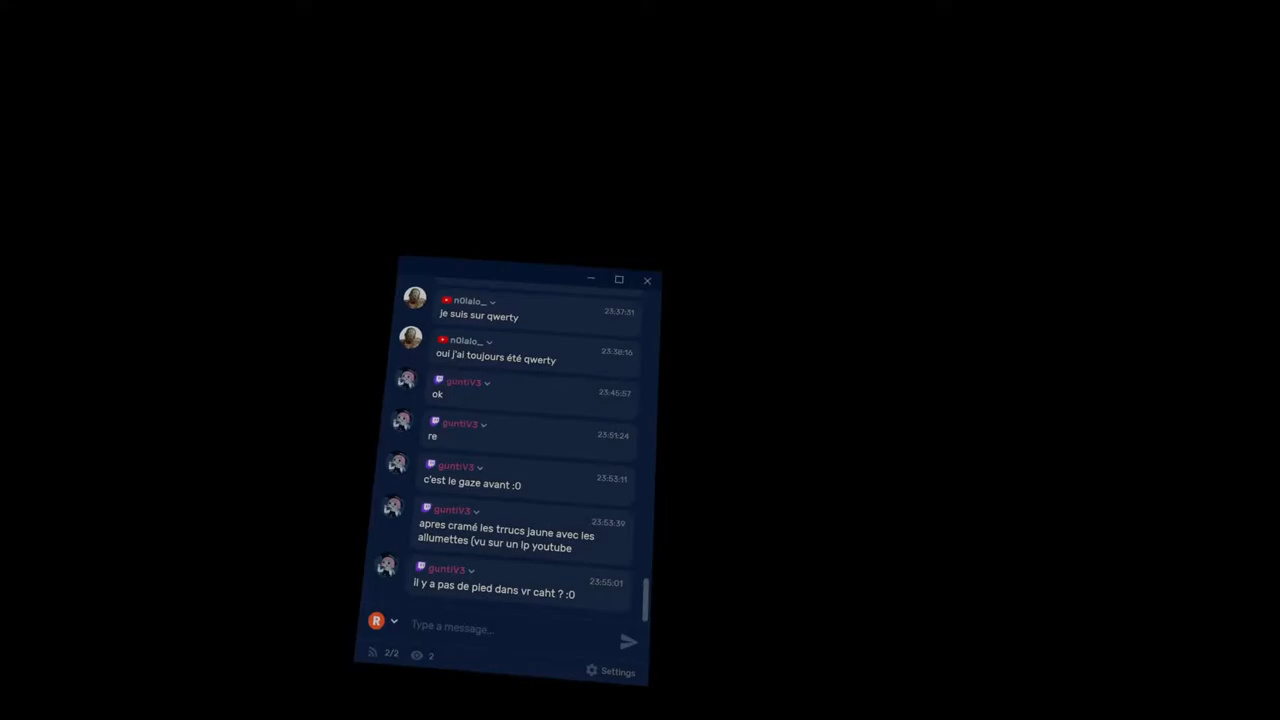 n0lalo_
je suis sur qwerty
23:37:31
n0lalo_
oui j'ai toujours été qwerty
23:38:16
guntiV3
ok
23:45:57
guntiV3
re
23:51:24
guntiV3
c'est le gaze avant :0
23:53:11
guntiV3
apres cramé les trrucs jaune avec les
allumettes (vu sur un lp youtube
23:53:39
guntiV3
il y a pas de pied dans vr caht ? :0
23:55:01
R
Type a message...
2/2 2
Settings